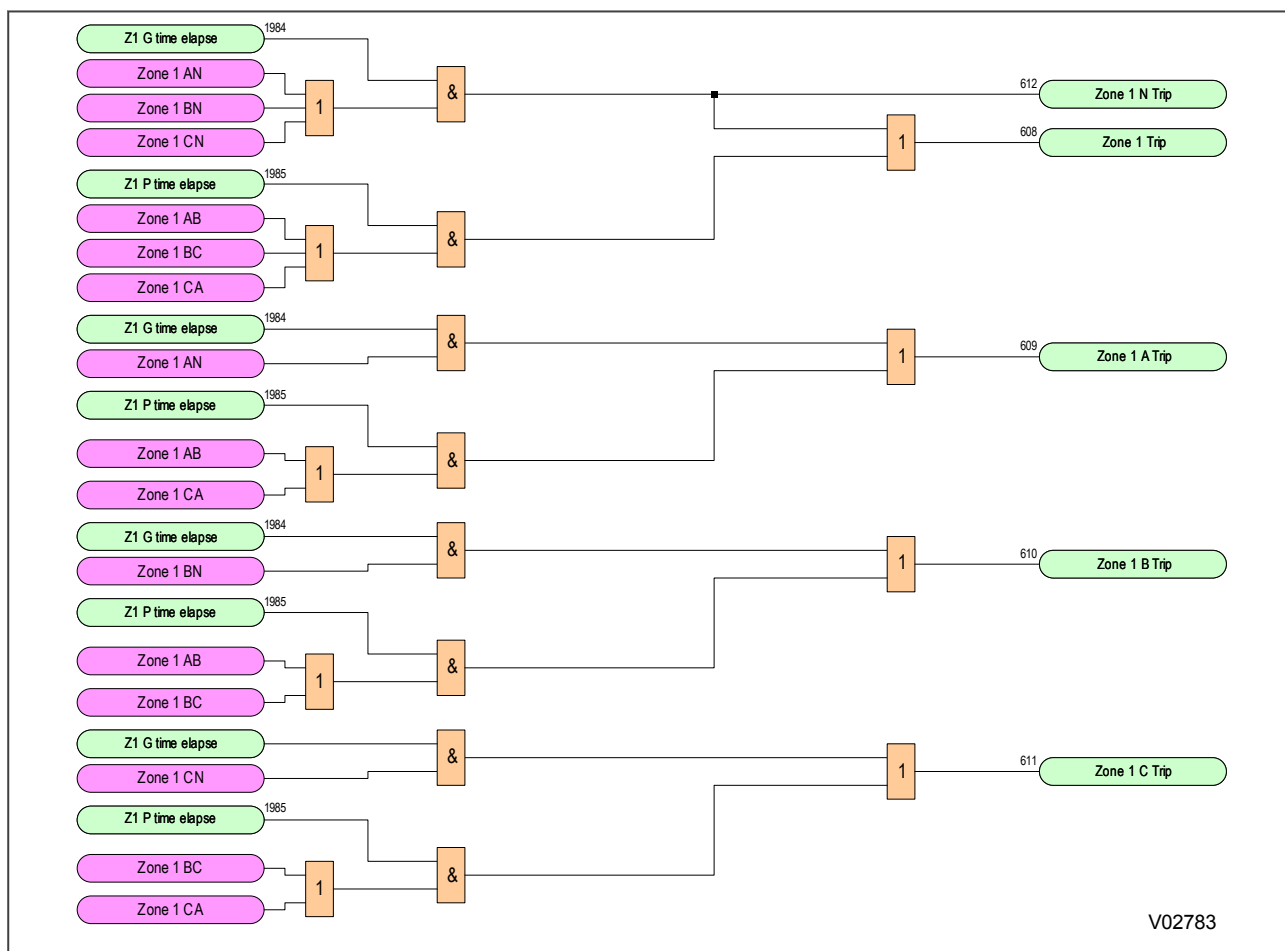 Z1 G time elapse
1984
Zone 1 AN
Zone 1 BN
Zone 1 CN
1
&
612
Zone 1 N Trip
1
608
Zone 1 Trip
Z1 P time elapse
1985
Zone 1 AB
Zone 1 BC
Zone 1 CA
1
&
Z1 G time elapse
1984
Zone 1 AN
&
1
609
Zone 1 A Trip
Z1 P time elapse
1985
Zone 1 AB
Zone 1 CA
1
&
Z1 G time elapse
1984
Zone 1 BN
&
1
610
Zone 1 B Trip
Z1 P time elapse
1985
Zone 1 AB
Zone 1 BC
1
&
Z1 G time elapse
Zone 1 CN
&
1
611
Zone 1 C Trip
Z1 P time elapse
1985
Zone 1 BC
Zone 1 CA
1
&
V02783